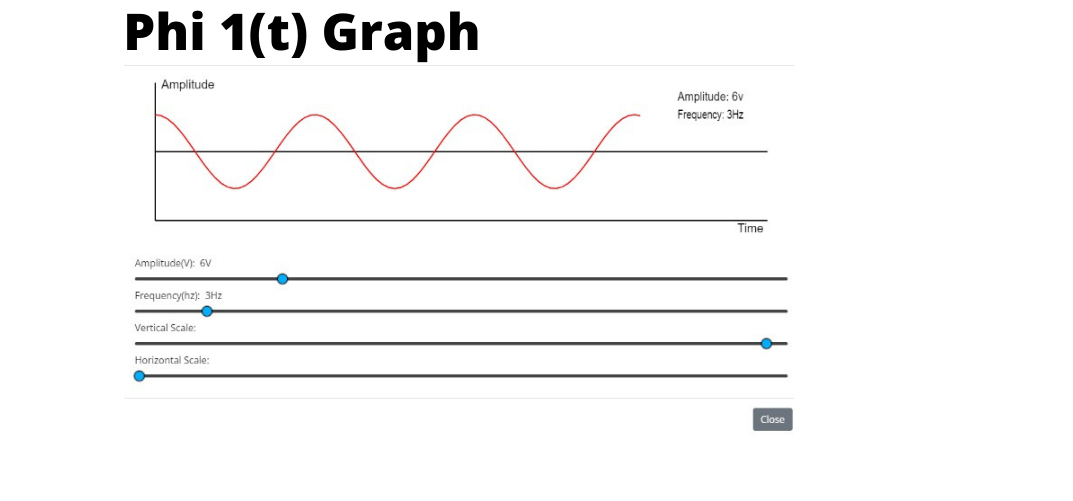 Phi 1(t) Graph
Amplitude
Amplitude: 6v
Frequency: 3Hz
Time
Amplitude(V): 6V
Frequency(hz): 3Hz
Vertical Scale:
Horizontal Scale:
Close